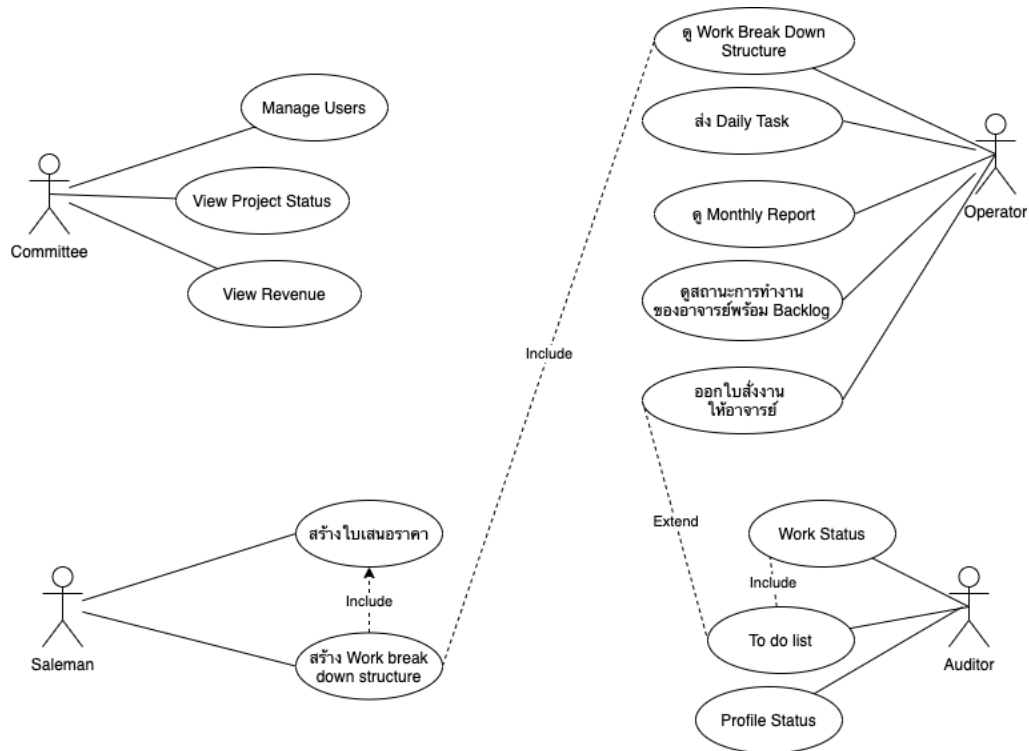 ดู Work Break Down
Structure
Manage Users
ส่ง Daily Task
View Project Status
ดู Monthly Report
Committee
Operator
View Revenue
ดูสถานะการทำงาน
ของอาจารย์พร้อม Backlog
Include
ออกใบสั่งงาน
ให้อาจารย์
สร้างใบเสนอราคา
Extend
Work Status
Include
Include
สร้าง Work break
down structure
To do list
Saleman
Auditor
Profile Status